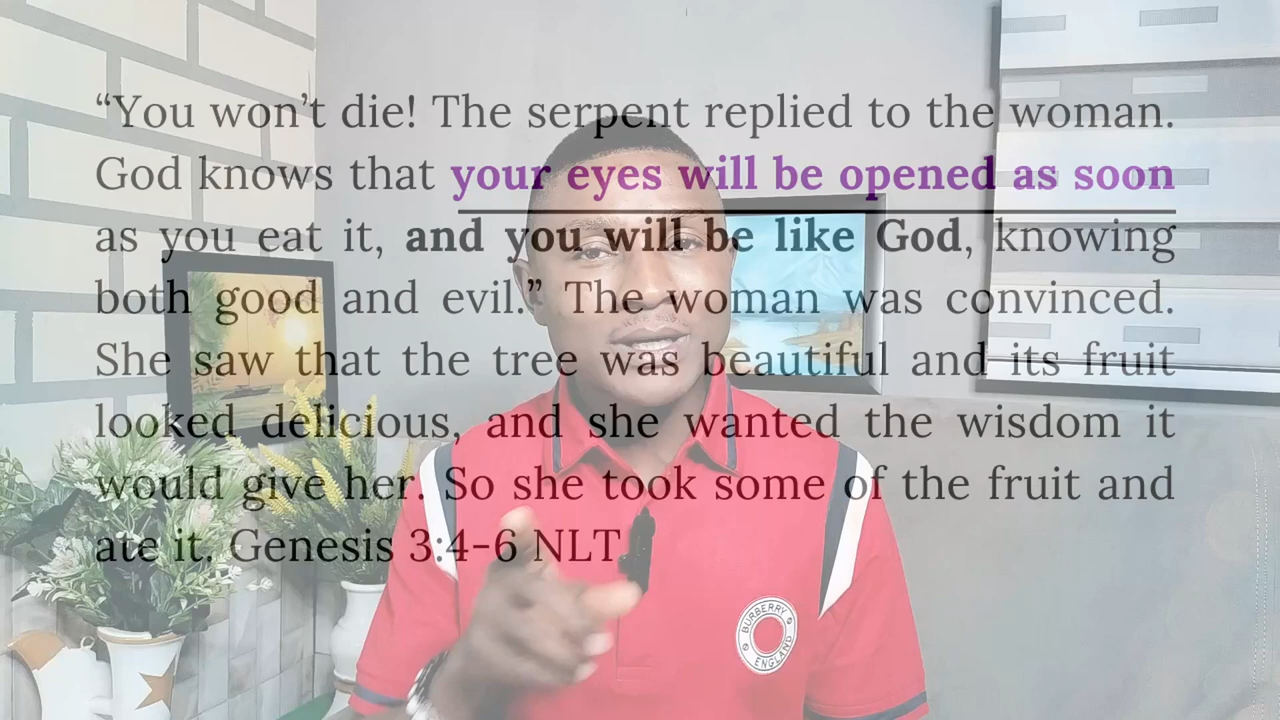 “You won’t die! The serpent replied to the woman.
God knows that your eyes will be opened as soon
as you eat it, and you will be like God, knowing
both good and evil.” The woman was convinced.
She saw that the tree was beautiful and its fruit
looked delicious, and she wanted the wisdom it
would give her. So she took some of the fruit and
ate it. Genesis 3:4-6 NLT
BURBERRY
ENGLAND